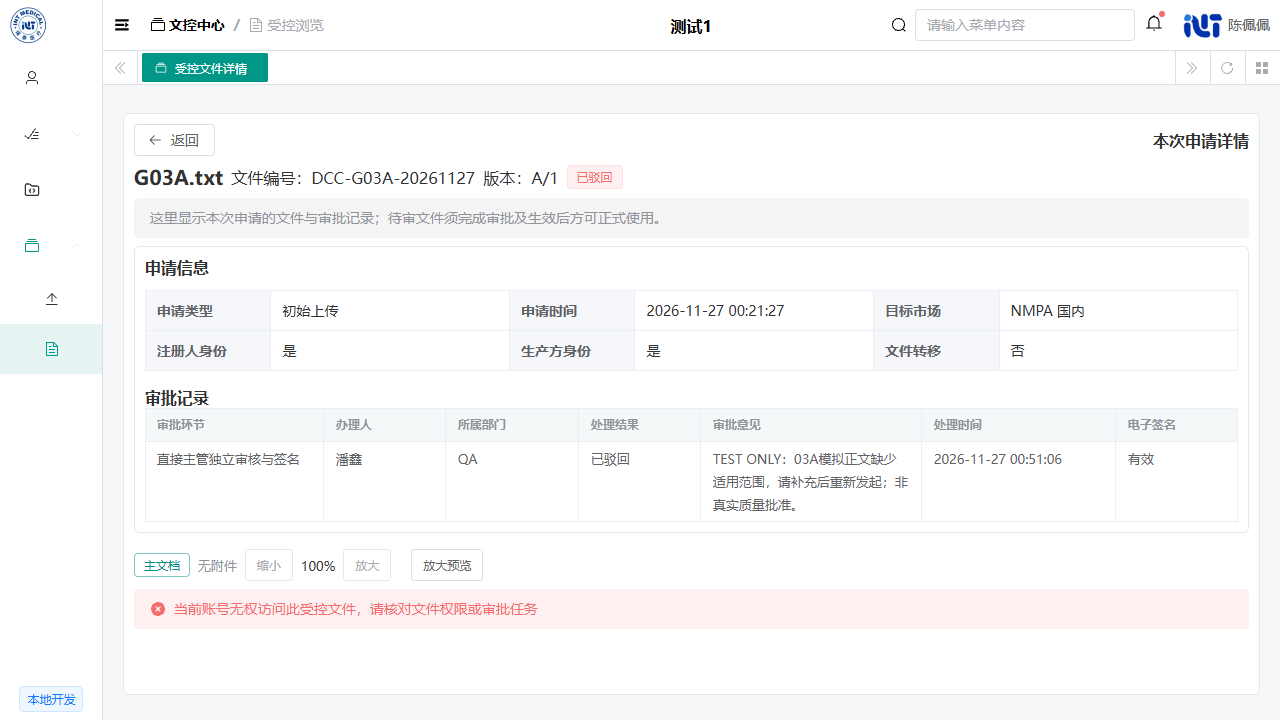 INT MEDICAL
文控中心 / 受控浏览
测试1
请输入菜单内容
陈佩佩
受控文件详情
返回
本次申请详情
G03A.txt 文件编号：DCC-G03A-20261127 版本：A/1 已驳回
这里显示本次申请的文件与审批记录；待审文件须完成审批及生效后方可正式使用。
申请信息
申请类型 初始上传 申请时间 2026-11-27 00:21:27 目标市场 NMPA 国内
注册人身份 是 生产方身份 是 文件转移 否
审批记录
审批环节 办理人 所属部门 处理结果 审批意见 处理时间 电子签名
直接主管独立审核与签名 潘鑫 QA 已驳回 TEST ONLY：03A模拟正文缺少 2026-11-27 00:51:06 有效
适用范围，请补充后重新发起；非
真实质量批准。
主文档 无附件 缩小 100% 放大 放大预览
当前账号无权访问此受控文件，请核对文件权限或审批任务
本地开发